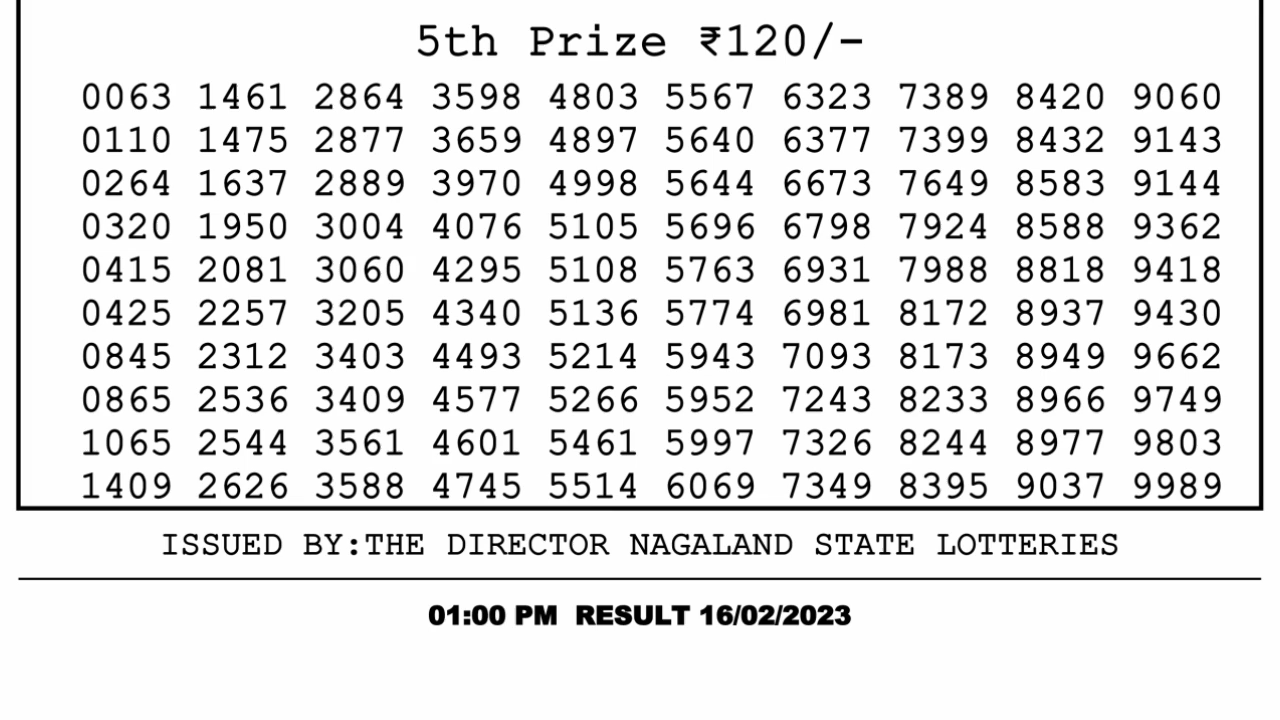 5th Prize ₹120/-
0063 1461 2864 3598 4803 5567 6323 7389 8420 9060
0110 1475 2877 3659 4897 5640 6377 7399 8432 9143
0264 1637 2889 3970 4998 5644 6673 7649 8583 9144
0320 1950 3004 4076 5105 5696 6798 7924 8588 9362
0415 2081 3060 4295 5108 5763 6931 7988 8818 9418
0425 2257 3205 4340 5136 5774 6981 8172 8937 9430
0845 2312 3403 4493 5214 5943 7093 8173 8949 9662
0865 2536 3409 4577 5266 5952 7243 8233 8966 9749
1065 2544 3561 4601 5461 5997 7326 8244 8977 9803
1409 2626 3588 4745 5514 6069 7349 8395 9037 9989
ISSUED BY:THE DIRECTOR NAGALAND STATE LOTTERIES
01:00 PM RESULT 16/02/2023